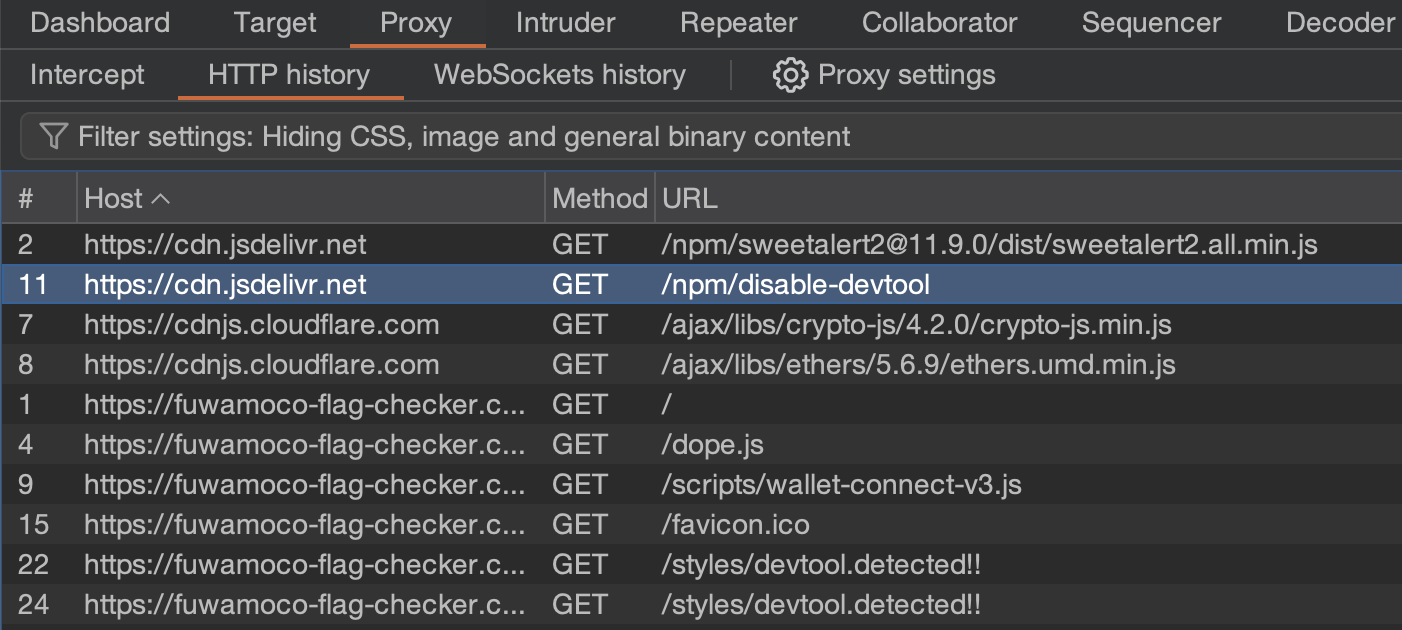 Dashboard Target Proxy Intruder Repeater Collaborator Sequencer Decoder
Intercept HTTP history WebSockets history Proxy settings
Filter settings: Hiding CSS, image and general binary content
# Host Method URL
2 https://cdn.jsdelivr.net GET /npm/sweetalert2@11.9.0/dist/sweetalert2.all.min.js
11 https://cdn.jsdelivr.net GET /npm/disable-devtool
7 https://cdnjs.cloudflare.com GET /ajax/libs/crypto-js/4.2.0/crypto-js.min.js
8 https://cdnjs.cloudflare.com GET /ajax/libs/ethers/5.6.9/ethers.umd.min.js
1 https://fuwamoco-flag-checker.c... GET /
4 https://fuwamoco-flag-checker.c... GET /dope.js
9 https://fuwamoco-flag-checker.c... GET /scripts/wallet-connect-v3.js
15 https://fuwamoco-flag-checker.c... GET /favicon.ico
22 https://fuwamoco-flag-checker.c... GET /styles/devtool.detected!!
24 https://fuwamoco-flag-checker.c... GET /styles/devtool.detected!!